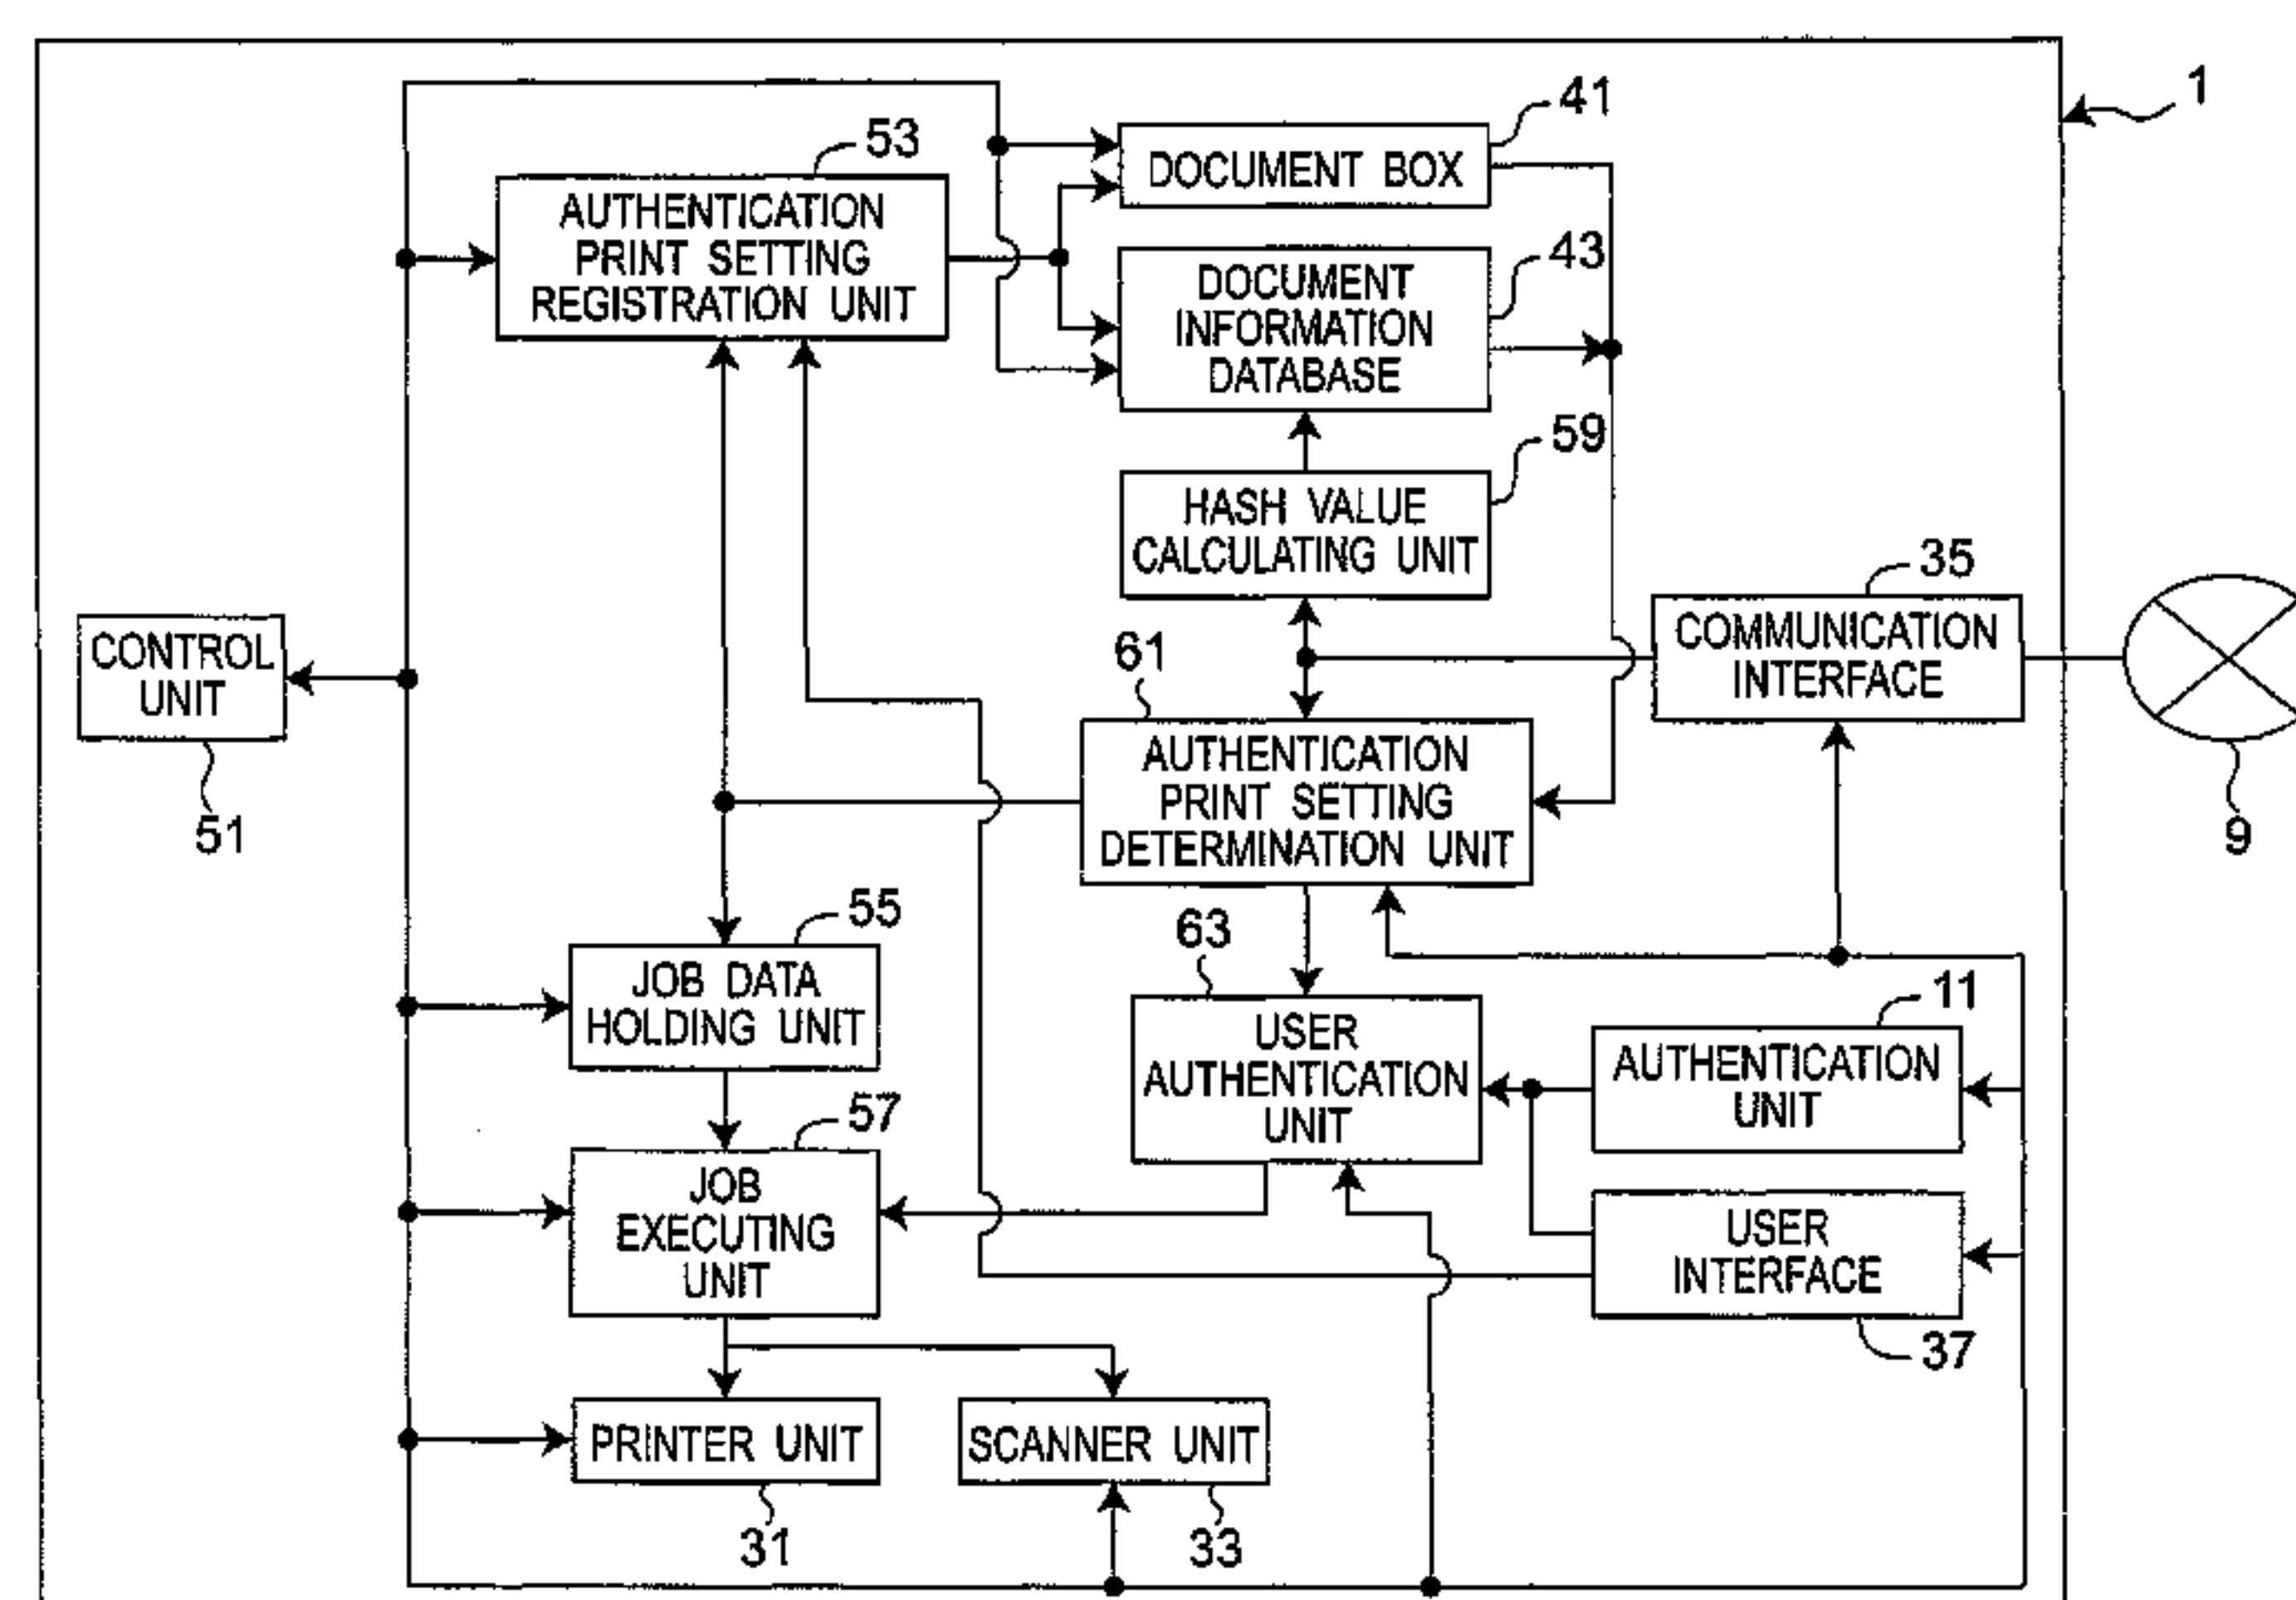 1
53
41
AUTHENTICATION
PRINT SETTING
REGISTRATION UNIT
DOCUMENT BOX
43
DOCUMENT
INFORMATION
DATABASE
59
HASH VALUE
CALCULATING UNIT
35
CONTROL
UNIT
51
61
COMMUNICATION
INTERFACE
9
AUTHENTICATION
PRINT SETTING
DETERMINATION UNIT
55
JOB DATA
HOLDING UNIT
63
USER
AUTHENTICATION
UNIT
11
AUTHENTICATION
UNIT
57
JOB
EXECUTING
UNIT
USER
INTERFACE
37
PRINTER UNIT
31
SCANNER UNIT
33